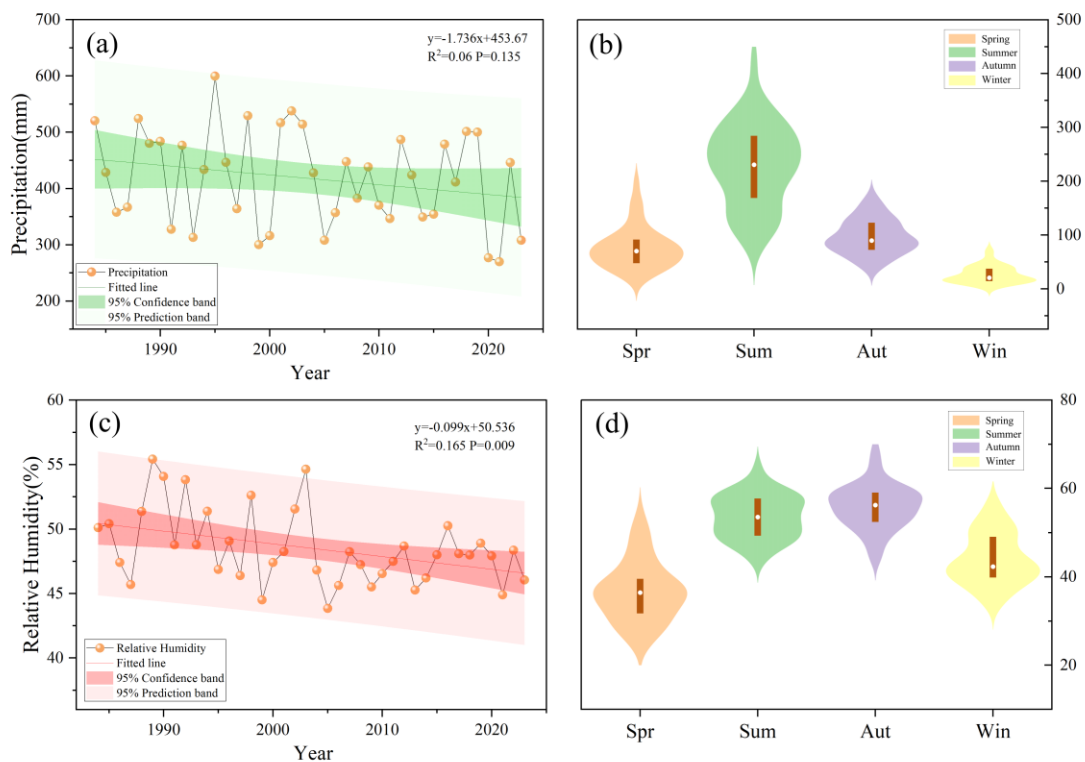 (a)
y=-1.736x+453.67
R²=0.06 P=0.135
700
600
500
400
300
200
Precipitation(mm)
Precipitation
Fitted line
95% Confidence band
95% Prediction band
1990
2000
2010
2020
Year
(b)
Spring
Summer
Autumn
Winter
500
400
300
200
100
0
Spr
Sum
Aut
Win
(c)
y=-0.099x+50.536
R²=0.165 P=0.009
60
55
50
45
40
Relative Humidity(%)
Relative Humidity
Fitted line
95% Confidence band
95% Prediction band
1990
2000
2010
2020
Year
(d)
Spring
Summer
Autumn
Winter
80
60
40
20
Spr
Sum
Aut
Win